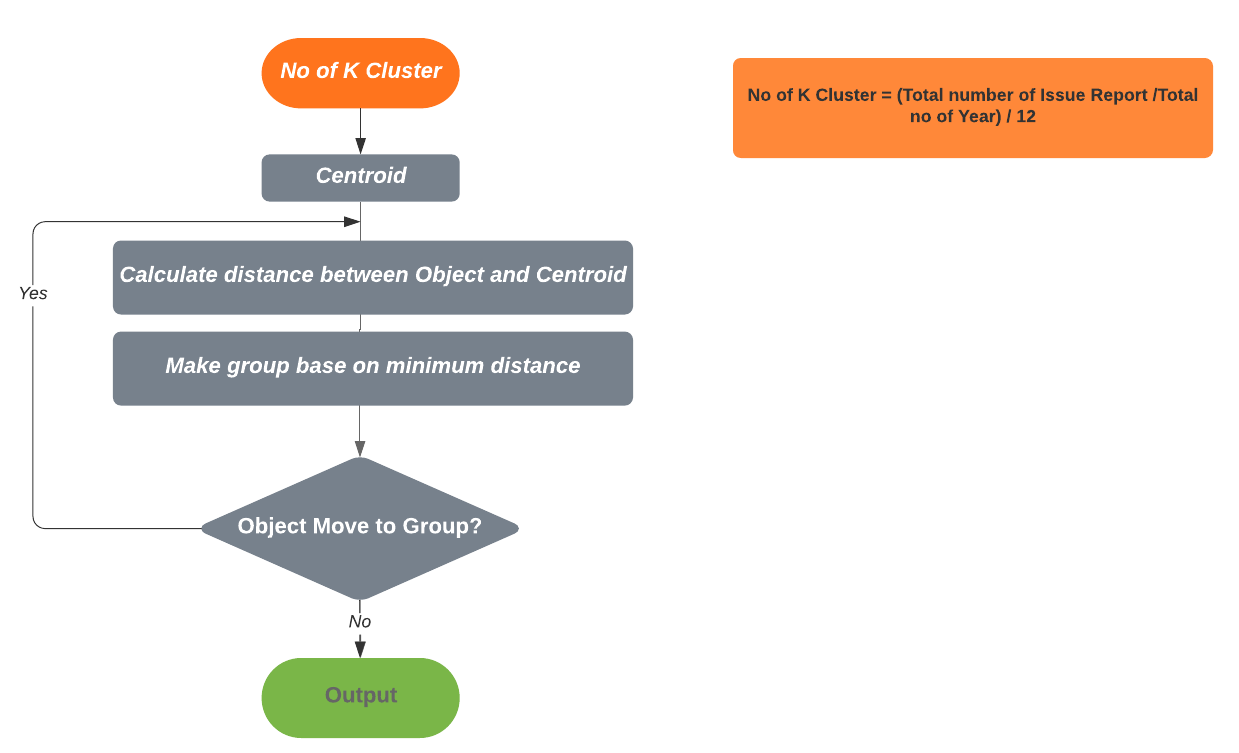 No of K Cluster
No of K Cluster = (Total number of Issue Report /Total
no of Year) / 12
Centroid
Calculate distance between Object and Centroid
Yes
Make group base on minimum distance
Object Move to Group?
No
Output